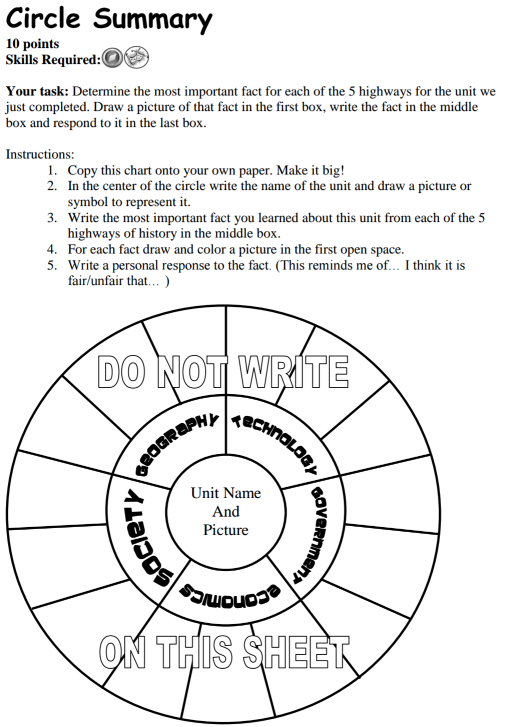 Circle Summary
10 points
Skills Required:
Your task: Determine the most important fact for each of the 5 highways for the unit we
just completed. Draw a picture of that fact in the first box, write the fact in the middle
box and respond to it in the last box.
Instructions:
1. Copy this chart onto your own paper. Make it big!
2. In the center of the circle write the name of the unit and draw a picture or
symbol to represent it.
3. Write the most important fact you learned about this unit from each of the 5
highways of history in the middle box.
4. For each fact draw and color a picture in the first open space.
5. Write a personal response to the fact. (This reminds me of... I think it is
fair/unfair that... )
DO NOT WRITE
GEOGRAPHY
TECHNOLOGY
Unit Name
And
Picture
SOCIETY
GOVERNMENT
ECONOMICS
ON THIS SHEET